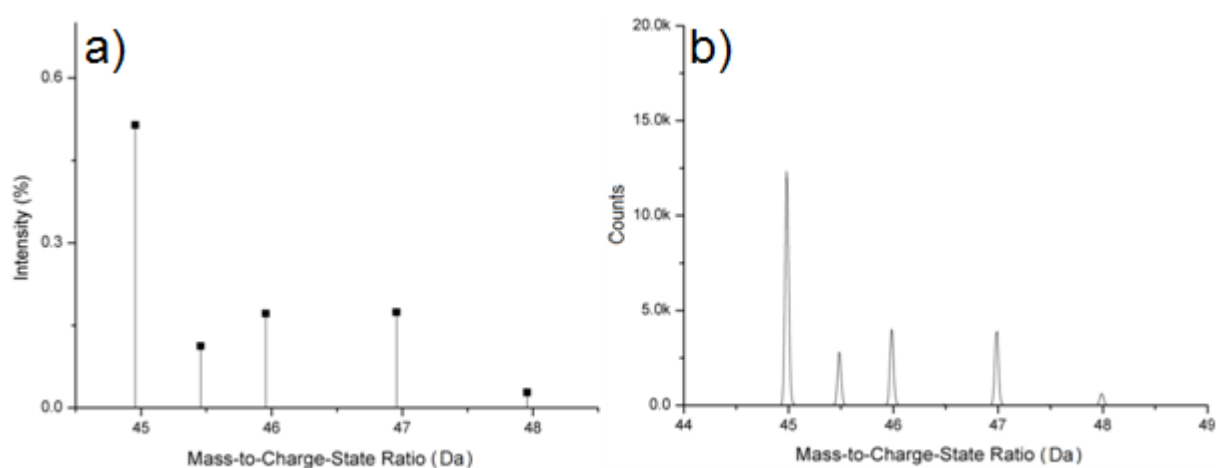 a)
0.6
0.3
0.0
Intensity (%)
45 46 47 48
Mass-to-Charge-State Ratio (Da)
b)
20.0k
15.0k
10.0k
5.0k
0.0
Counts
44 45 46 47 48 49
Mass-to-Charge-State Ratio (Da)